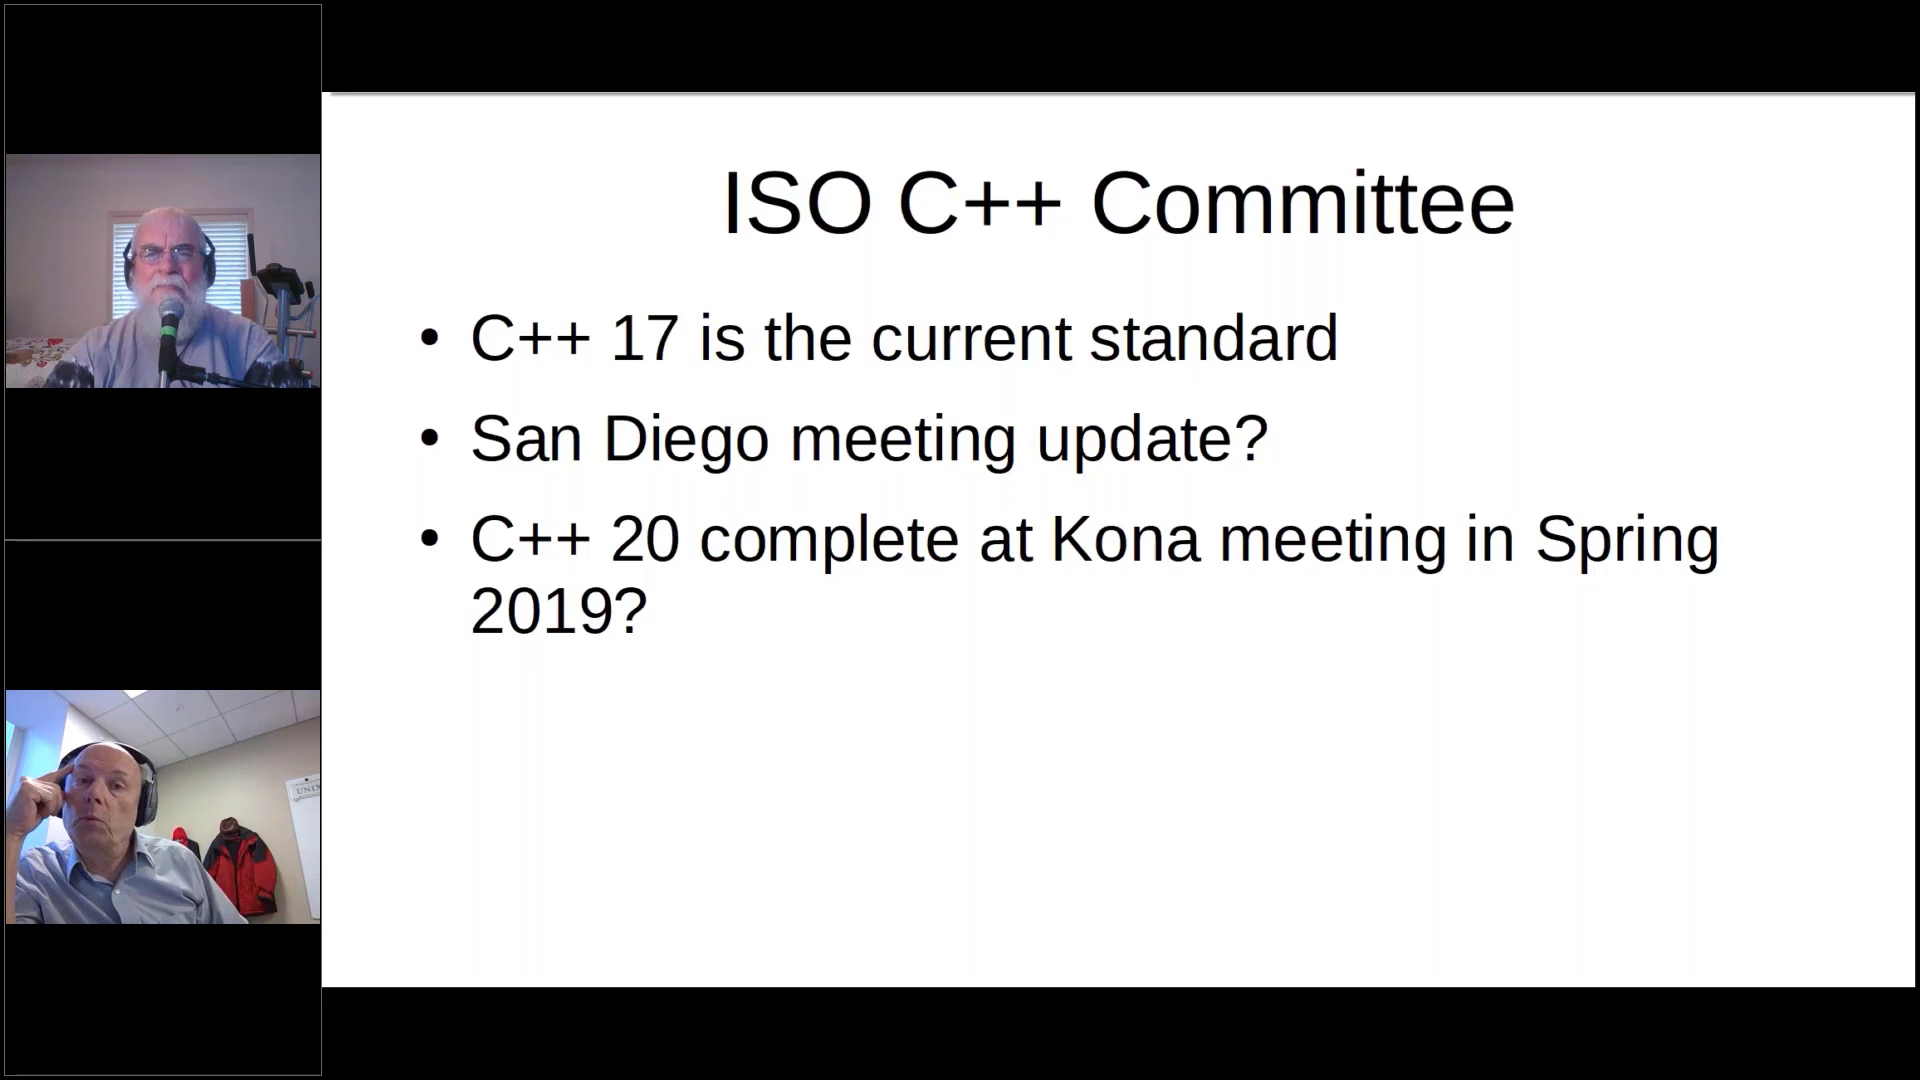 ISO C++ Committee
• C++ 17 is the current standard
• San Diego meeting update?
• C++ 20 complete at Kona meeting in Spring
2019?
UNIX